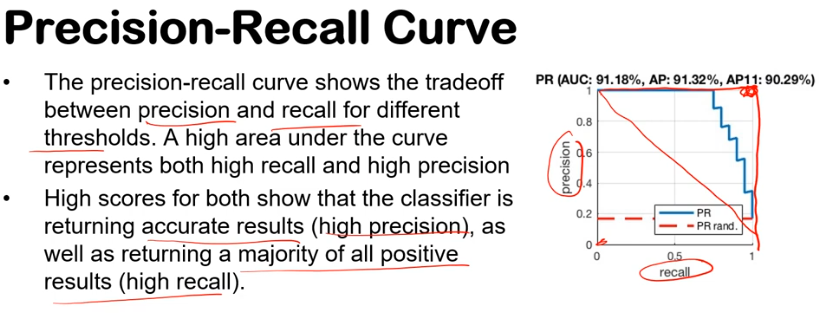 Precision-Recall Curve
• The precision-recall curve shows the tradeoff
between precision and recall for different
thresholds. A high area under the curve
represents both high recall and high precision
• High scores for both show that the classifier is
returning accurate results (high precision), as
well as returning a majority of all positive
results (high recall).
PR (AUC: 91.18%, AP: 91.32%, AP11: 90.29%)
1
0.8
0.6
0.4
0.2
0
precision
PR
PR rand.
0 0.5 1
recall